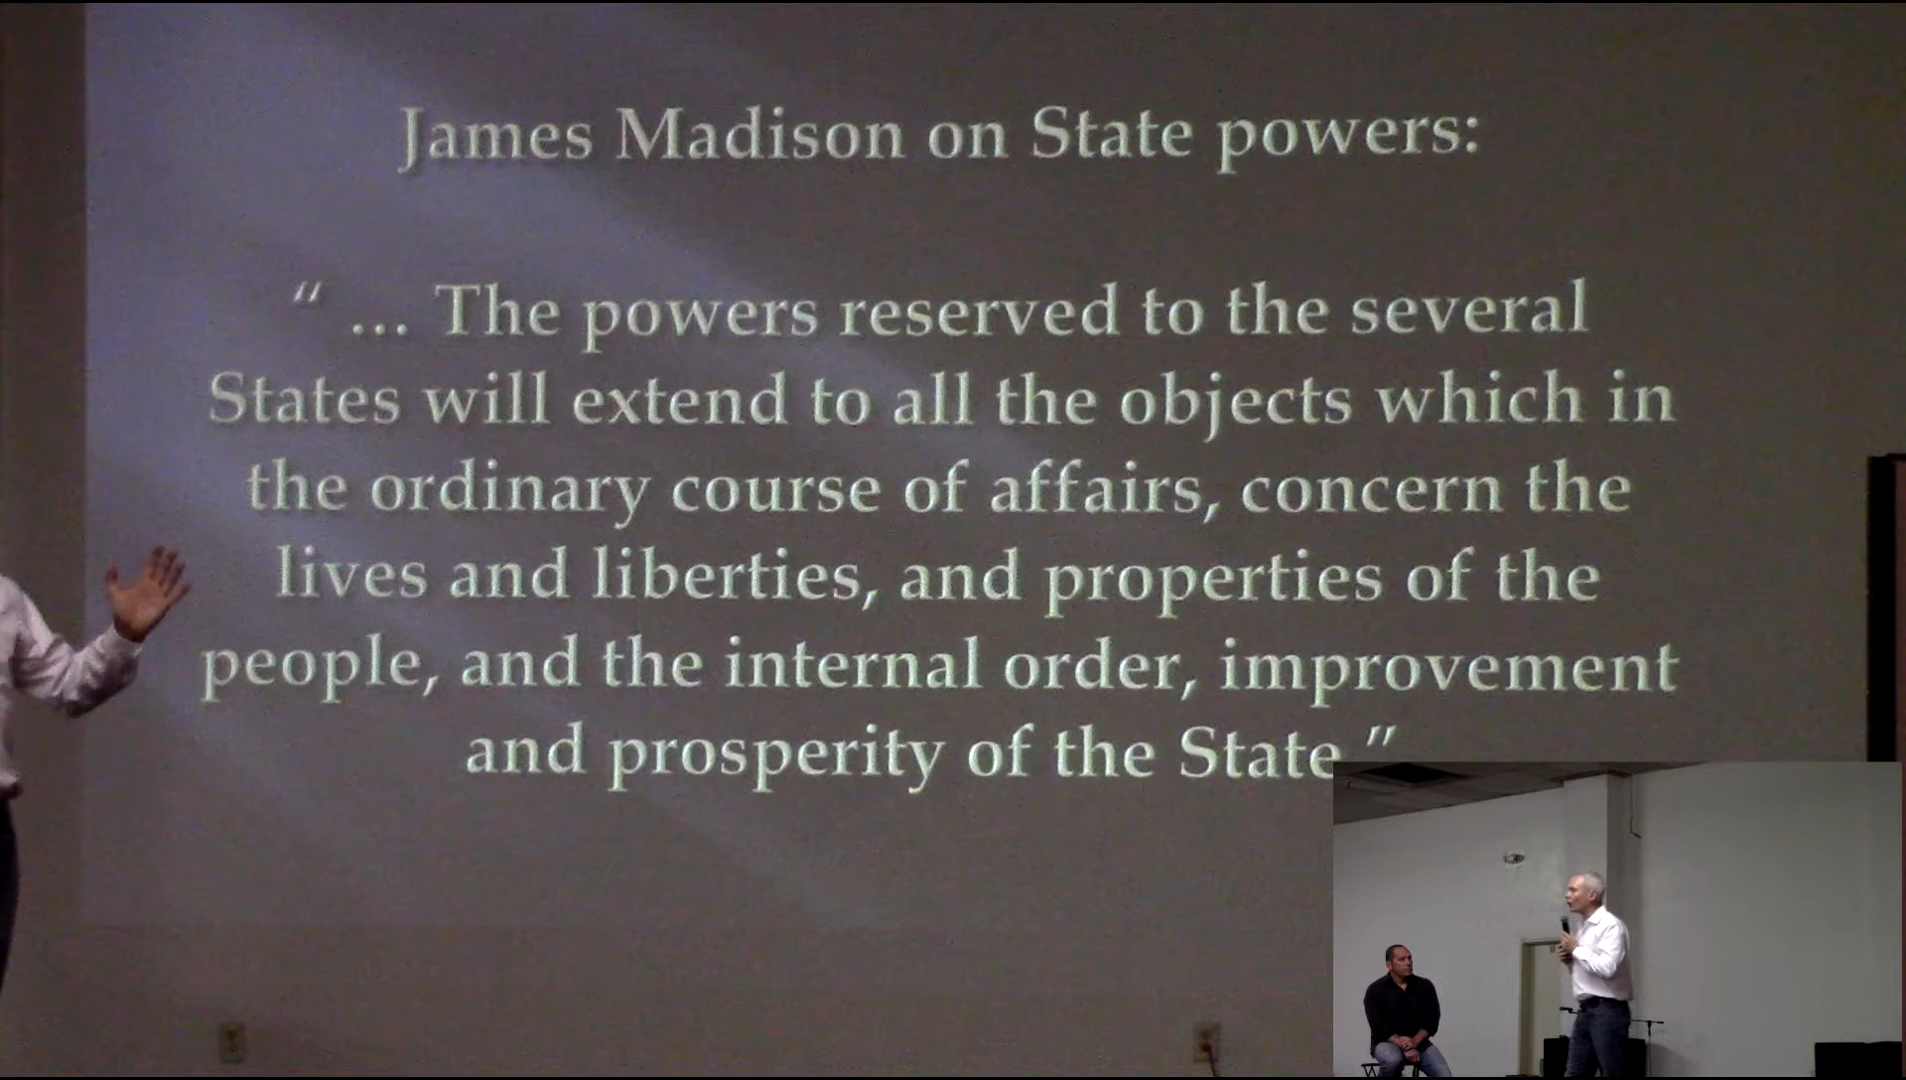 James Madison on State powers:
“ ... The powers reserved to the several
States will extend to all the objects which in
the ordinary course of affairs, concern the
lives and liberties, and properties of the
people, and the internal order, improvement
and prosperity of the State ”